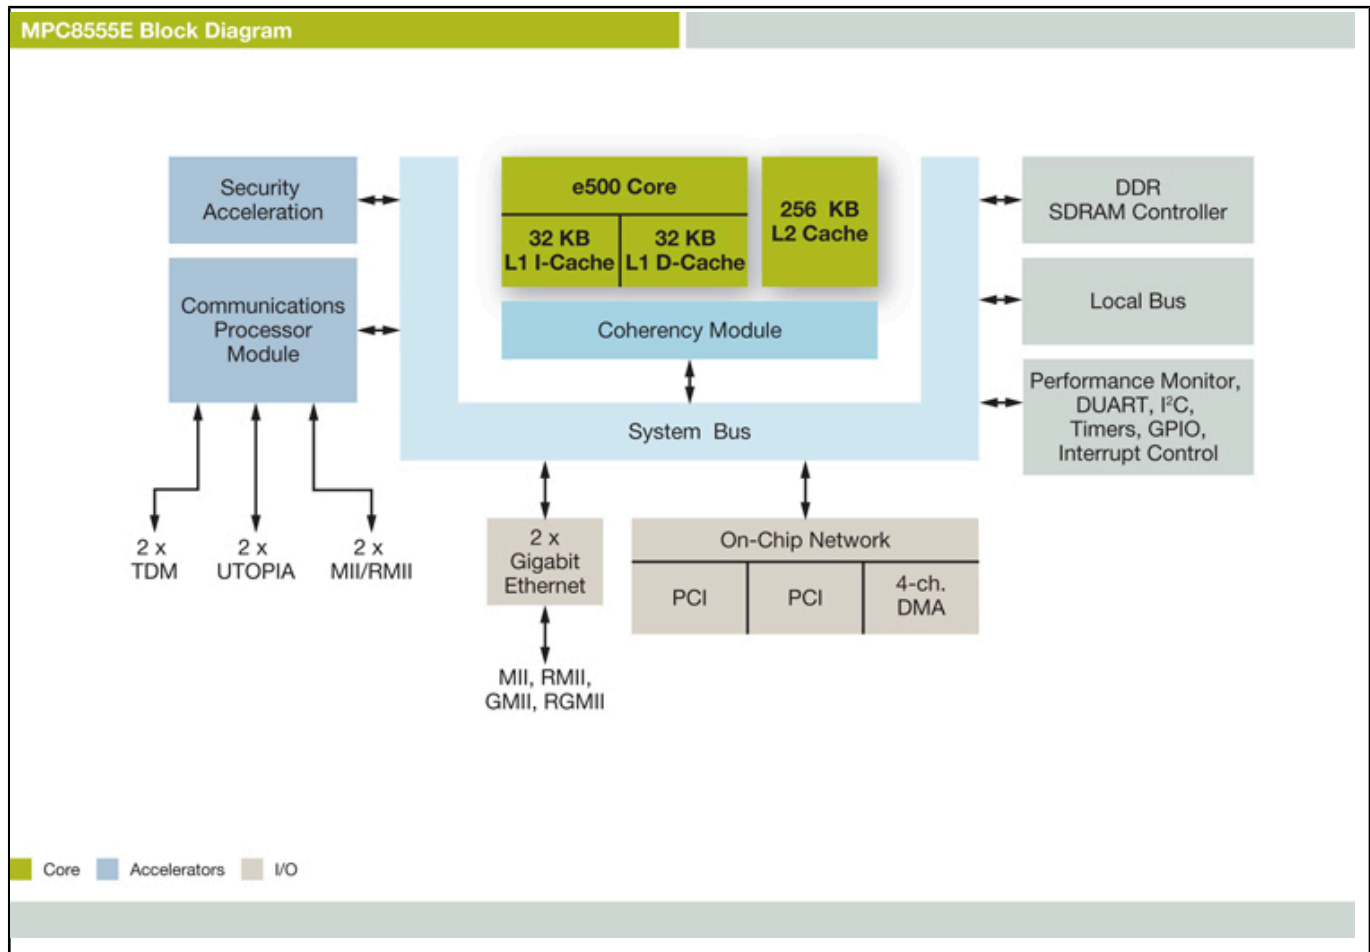 MPC8555E Block Diagram
Security
Acceleration
Communications
Processor
Module
2 x
TDM
2 x
UTOPIA
2 x
MII/RMII
e500 Core
32 KB
L1 I-Cache
32 KB
L1 D-Cache
256 KB
L2 Cache
Coherency Module
System Bus
2 x
Gigabit
Ethernet
MII, RMII,
GMII, RGMII
On-Chip Network
PCI
PCI
4-ch.
DMA
DDR
SDRAM Controller
Local Bus
Performance Monitor,
DUART, I²C,
Timers, GPIO,
Interrupt Control
Core
Accelerators
I/O